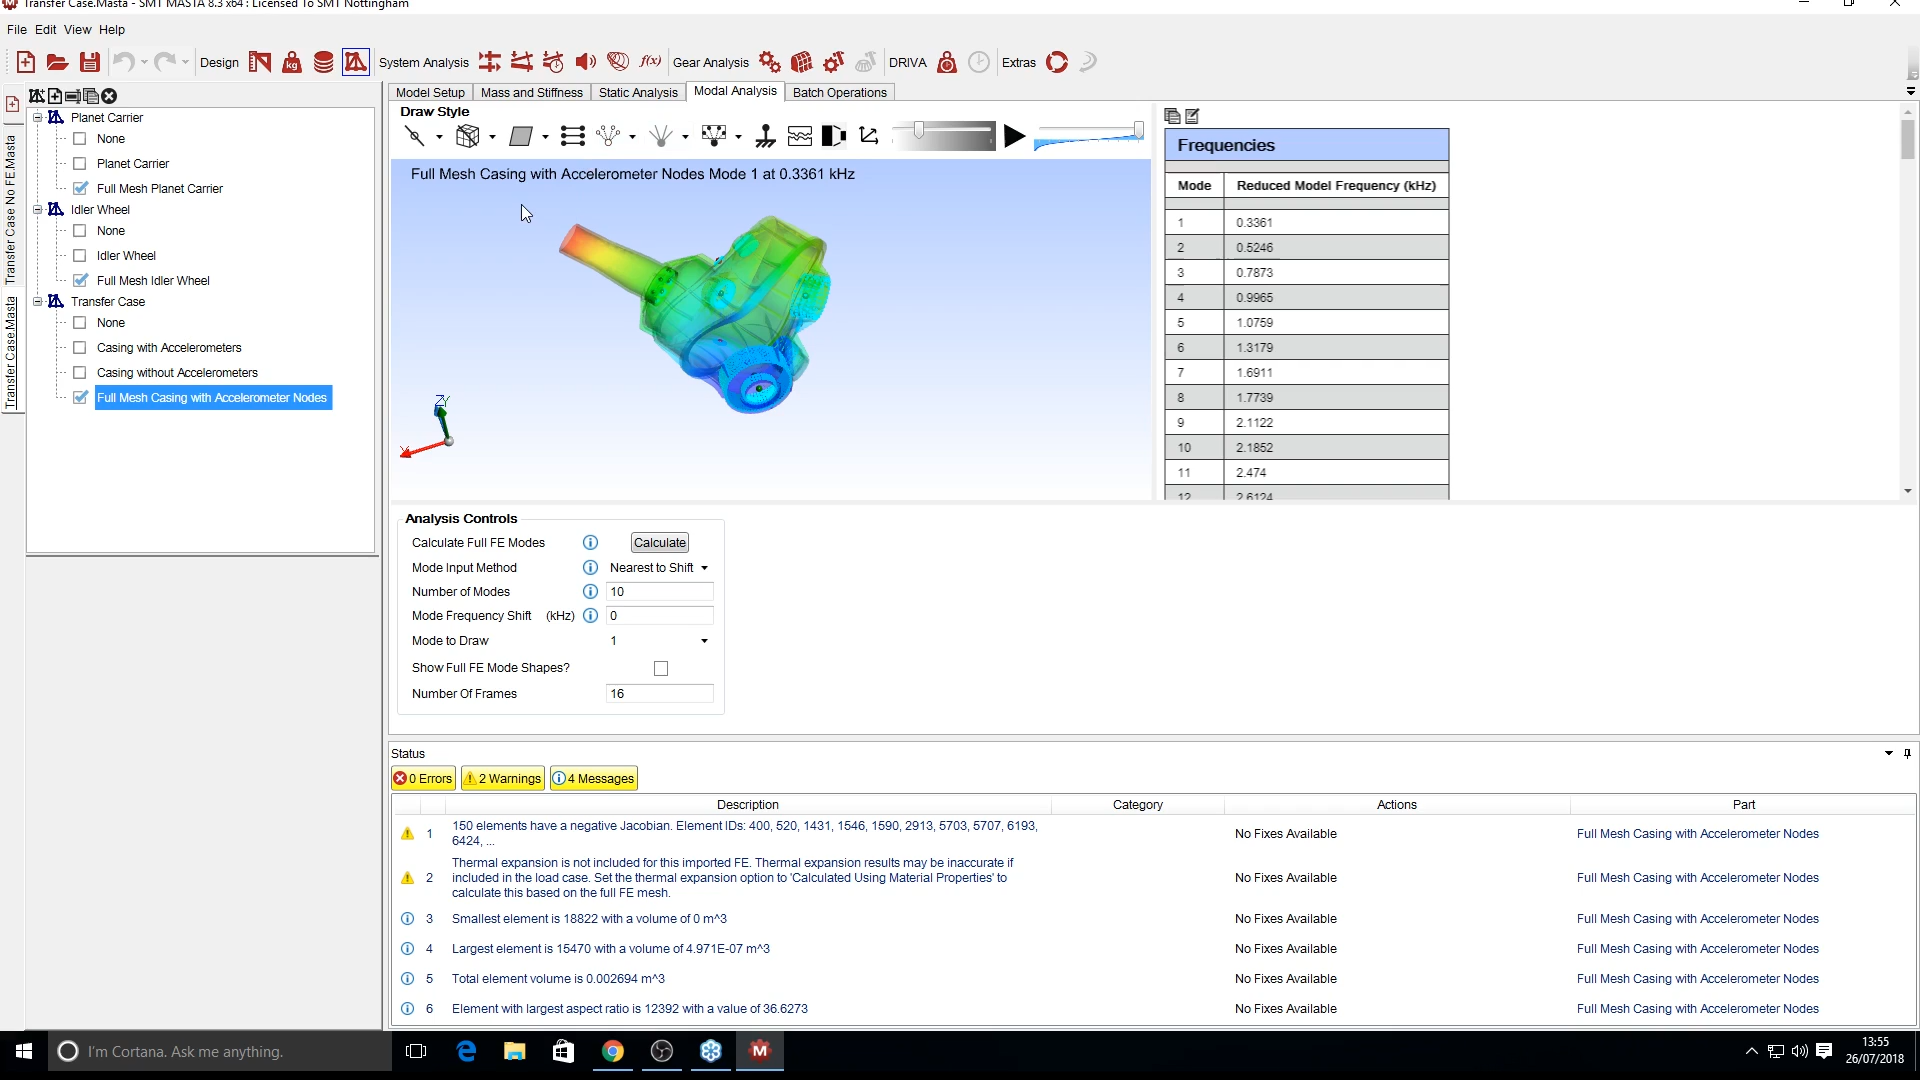 Transfer Case.Masta - SMT MASTA 8.3 x64 : Licensed To SMT Nottingham
File Edit View Help
Design System Analysis f(x) Gear Analysis DRIVA Extras
Transfer Case No FE.Masta
Transfer Case.Masta
Planet Carrier
None
Planet Carrier
Full Mesh Planet Carrier
Idler Wheel
None
Idler Wheel
Full Mesh Idler Wheel
Transfer Case
None
Casing with Accelerometers
Casing without Accelerometers
Full Mesh Casing with Accelerometer Nodes
Model Setup Mass and Stiffness Static Analysis Modal Analysis Batch Operations
Draw Style
Full Mesh Casing with Accelerometer Nodes Mode 1 at 0.3361 kHz
Frequencies
Mode Reduced Model Frequency (kHz)
1 0.3361
2 0.5246
3 0.7873
4 0.9965
5 1.0759
6 1.3179
7 1.6911
8 1.7739
9 2.1122
10 2.1852
11 2.474
12 2.6124
Analysis Controls
Calculate Full FE Modes Calculate
Mode Input Method Nearest to Shift
Number of Modes 10
Mode Frequency Shift (kHz) 0
Mode to Draw 1
Show Full FE Mode Shapes?
Number Of Frames 16
Status
0 Errors 2 Warnings 4 Messages
Description Category Actions Part
1 150 elements have a negative Jacobian. Element IDs: 400, 520, 1431, 1546, 1590, 2913, 5703, 5707, 6193,
6424, ... No Fixes Available Full Mesh Casing with Accelerometer Nodes
Thermal expansion is not included for this imported FE. Thermal expansion results may be inaccurate if
2 included in the load case. Set the thermal expansion option to 'Calculated Using Material Properties' to No Fixes Available Full Mesh Casing with Accelerometer Nodes
calculate this based on the full FE mesh.
3 Smallest element is 18822 with a volume of 0 m^3 No Fixes Available Full Mesh Casing with Accelerometer Nodes
4 Largest element is 15470 with a volume of 4.971E-07 m^3 No Fixes Available Full Mesh Casing with Accelerometer Nodes
5 Total element volume is 0.002694 m^3 No Fixes Available Full Mesh Casing with Accelerometer Nodes
6 Element with largest aspect ratio is 12392 with a value of 36.6273 No Fixes Available Full Mesh Casing with Accelerometer Nodes
I'm Cortana. Ask me anything.
13:55
26/07/2018